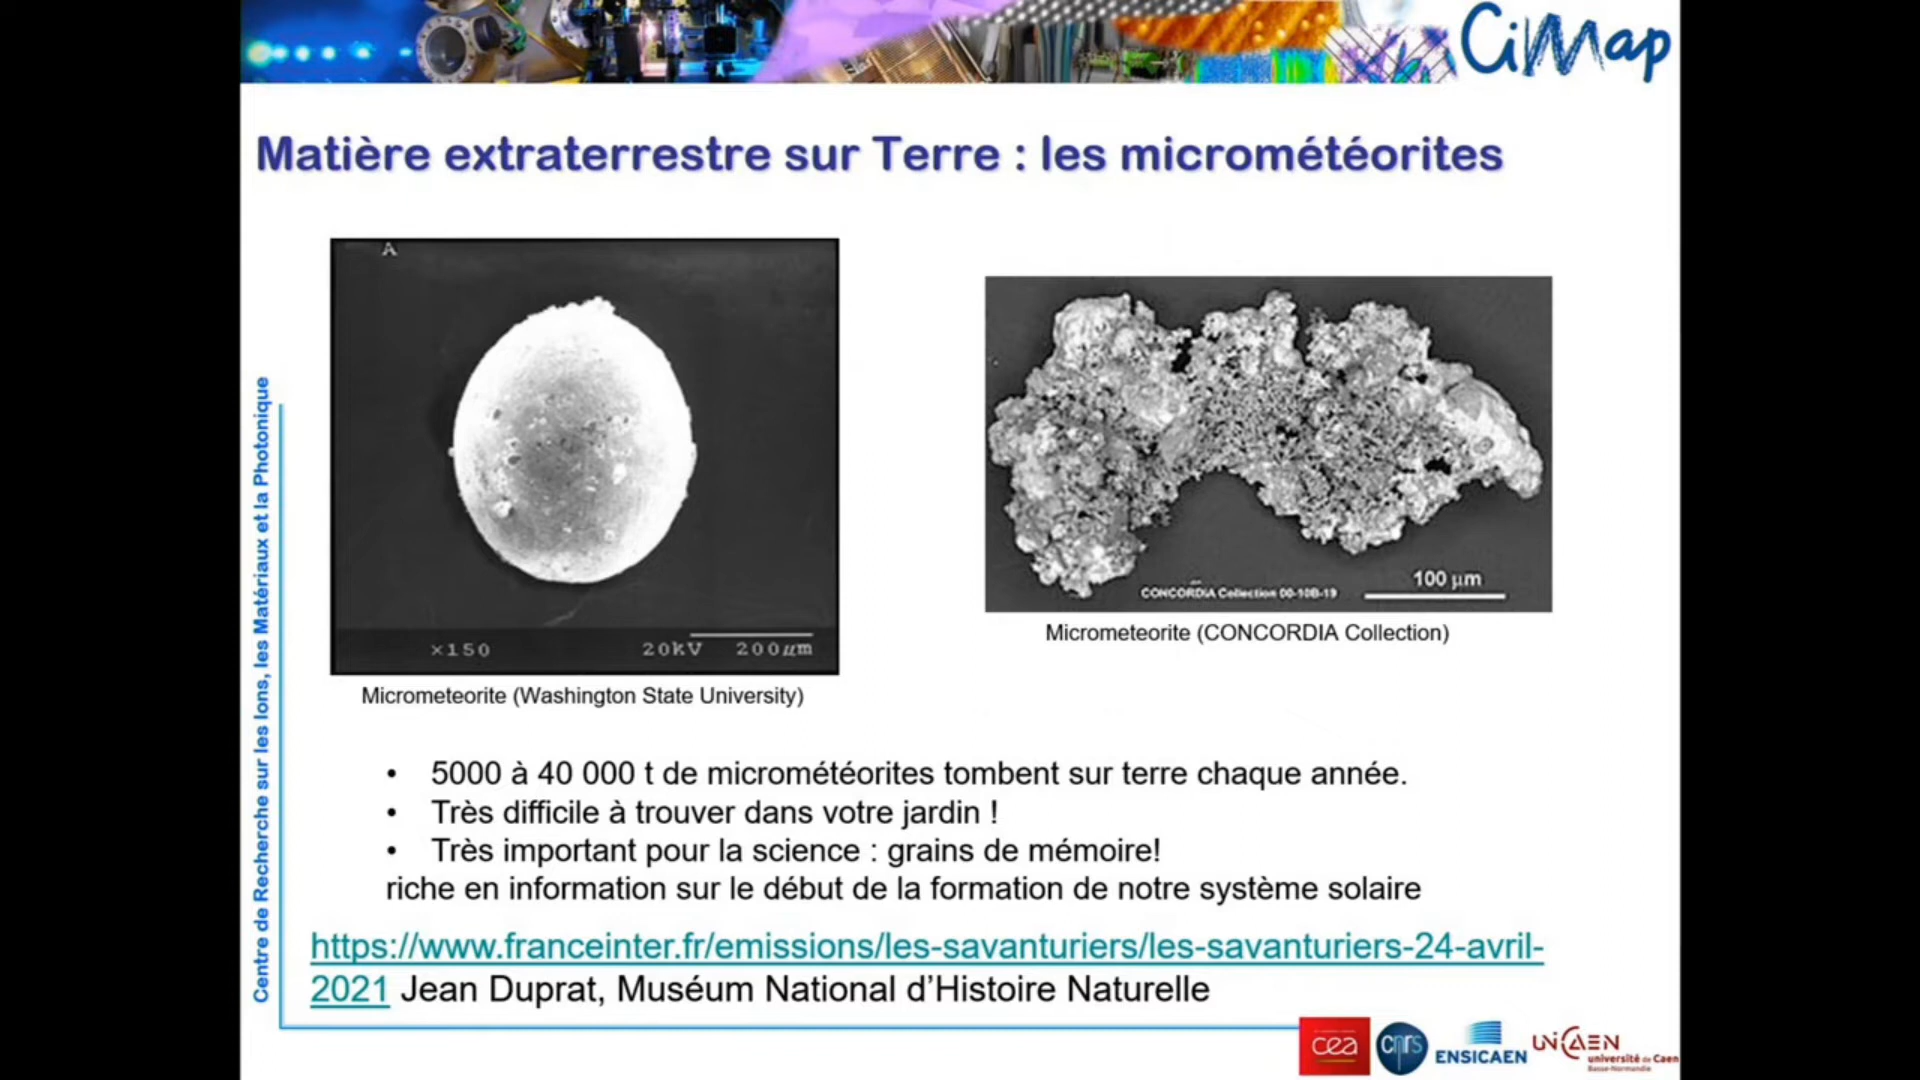 CiMap
Matière extraterrestre sur Terre : les micrométéorites
A
×150 20kV 200µm
Micrometeorite (Washington State University)
CONCORDIA Collection 00-10B-19
100 µm
Micrometeorite (CONCORDIA Collection)
Centre de Recherche sur les Ions, les Matériaux et la Photonique
• 5000 à 40 000 t de micrométéorites tombent sur terre chaque année.
• Très difficile à trouver dans votre jardin !
• Très important pour la science : grains de mémoire!
riche en information sur le début de la formation de notre système solaire
https://www.franceinter.fr/emissions/les-savanturiers/les-savanturiers-24-avril-
2021 Jean Duprat, Muséum National d’Histoire Naturelle
cea
cnrs
ENSICAEN
UNICAEN
université de Caen
Basse-Normandie